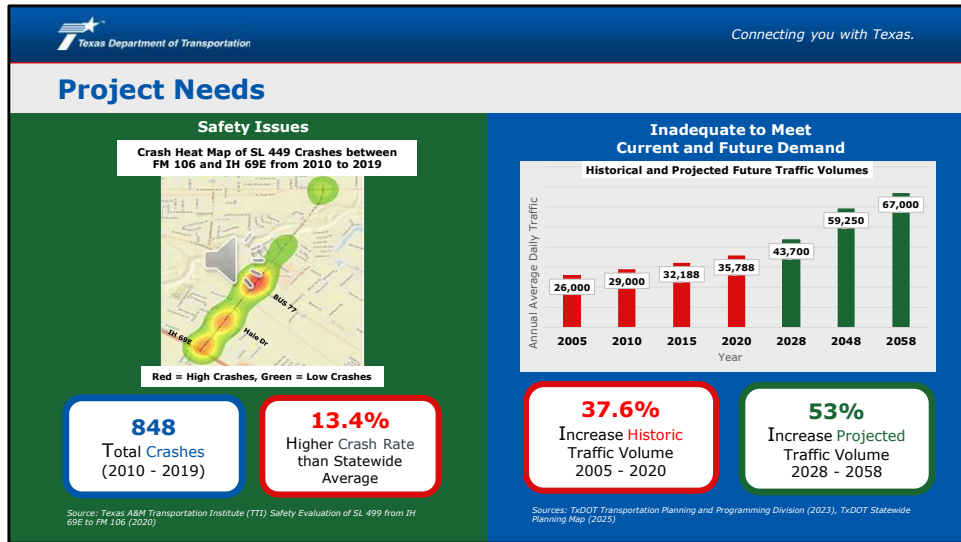 Texas Department of Transportation
Connecting you with Texas.
Project Needs
Safety Issues
Crash Heat Map of SL 449 Crashes between
FM 106 and IH 69E from 2010 to 2019
BUS 77
Hale Dr
IH 69E
Red = High Crashes, Green = Low Crashes
848
Total Crashes
(2010 - 2019)
13.4%
Higher Crash Rate
than Statewide
Average
Source: Texas A&M Transportation Institute (TTI) Safety Evaluation of SL 499 from IH
69E to FM 106 (2020)
Inadequate to Meet
Current and Future Demand
Historical and Projected Future Traffic Volumes
Annual Average Daily Traffic
26,000
29,000
32,188
35,788
43,700
59,250
67,000
2005 2010 2015 2020 2028 2048 2058
Year
37.6%
Increase Historic
Traffic Volume
2005 - 2020
53%
Increase Projected
Traffic Volume
2028 - 2058
Sources: TxDOT Transportation Planning and Programming Division (2023), TxDOT Statewide
Planning Map (2025)